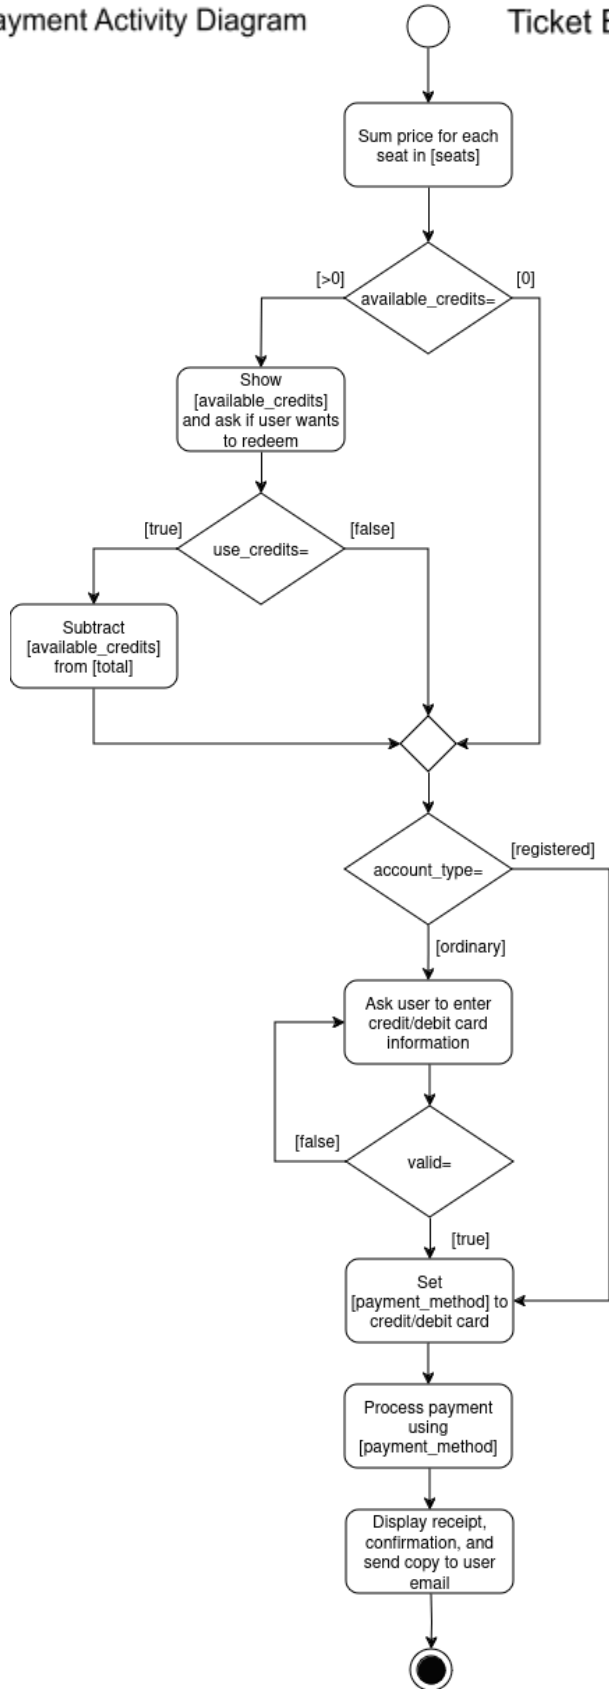 ayment Activity Diagram
Ticket
Sum price for each
seat in [seats]
[>0]
available_credits=
[0]
Show
[available_credits]
and ask if user wants
to redeem
[true]
use_credits=
[false]
Subtract
[available_credits]
from [total]
account_type=
[registered]
[ordinary]
Ask user to enter
credit/debit card
information
[false]
valid=
[true]
Set
[payment_method] to
credit/debit card
Process payment
using
[payment_method]
Display receipt,
confirmation, and
send copy to user
email